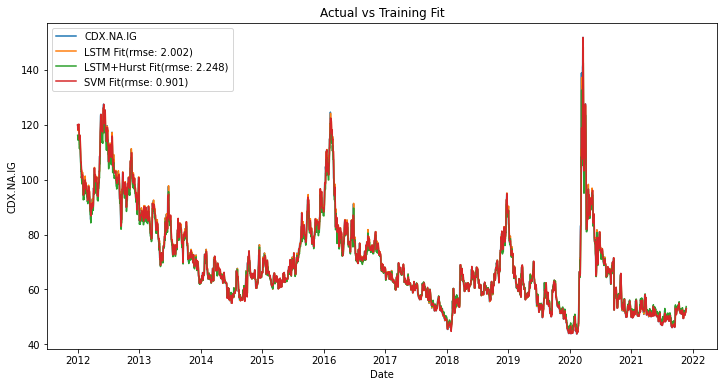 Actual vs Training Fit
CDX.NA.IG
LSTM Fit(rmse: 2.002)
LSTM+Hurst Fit(rmse: 2.248)
SVM Fit(rmse: 0.901)
CDX.NA.IG
140
120
100
80
60
40
2012 2013 2014 2015 2016 2017 2018 2019 2020 2021 2022
Date